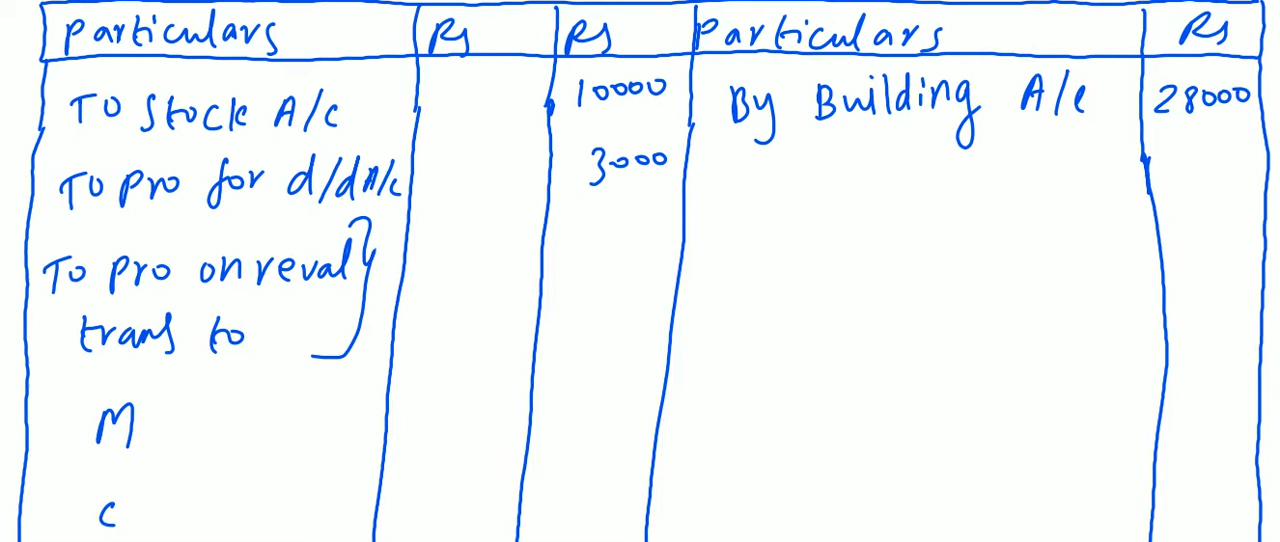 Particulars Rs Rs Particulars Rs
To Stock A/c 10000 By Building A/c 28000
To pro for d/d A/c 3000
To pro on reval
trans to
M
C